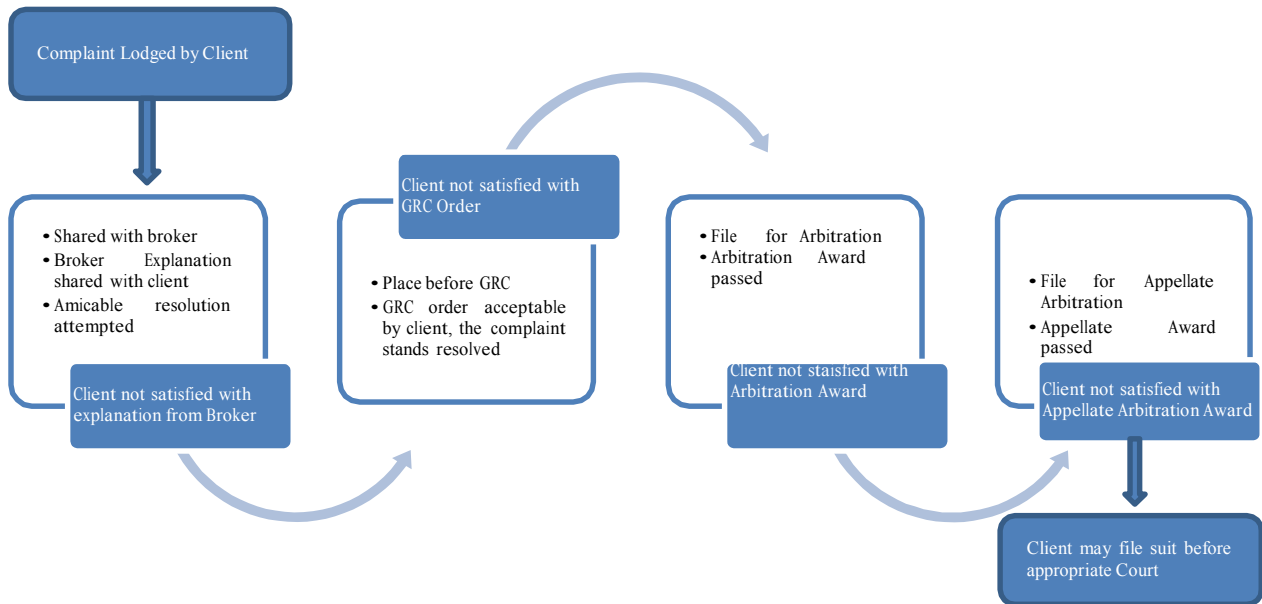 Complaint Lodged by Client
• Shared with broker
• Broker Explanation
shared with client
• Amicable resolution
attempted
Client not satisfied with
explanation from Broker
Client not satisfied with
GRC Order
• Place before GRC
• GRC order acceptable
by client, the complaint
stands resolved
• File for Arbitration
• Arbitration Award
passed
Client not staisfied with
Arbitration Award
• File for Appellate
Arbitration
• Appellate Award
passed
Client not satisfied with
Appellate Arbitration Award
Client may file suit before
appropriate Court